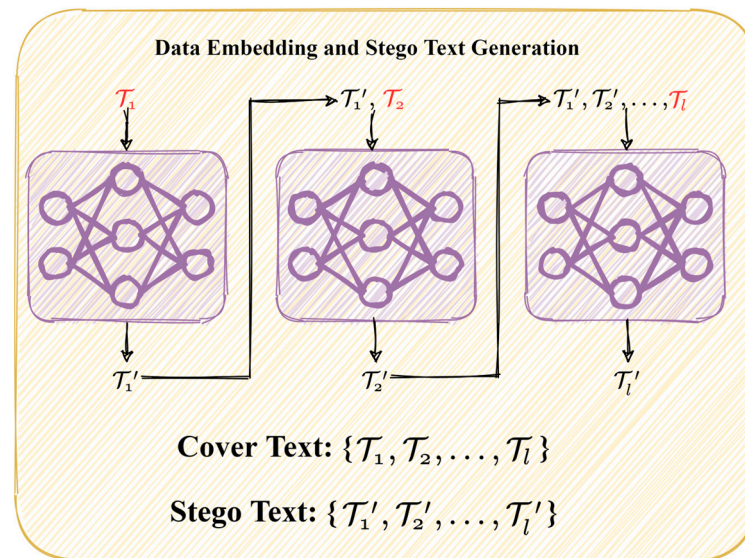 Data Embedding and Stego Text Generation
𝒯₁
𝒯₁′, 𝒯₂
𝒯₁′, 𝒯₂′, . . . , 𝒯ₗ
𝒯₁′
𝒯₂′
𝒯ₗ′
Cover Text: {𝒯₁, 𝒯₂, . . . , 𝒯ₗ}
Stego Text: {𝒯₁′, 𝒯₂′, . . . , 𝒯ₗ′}